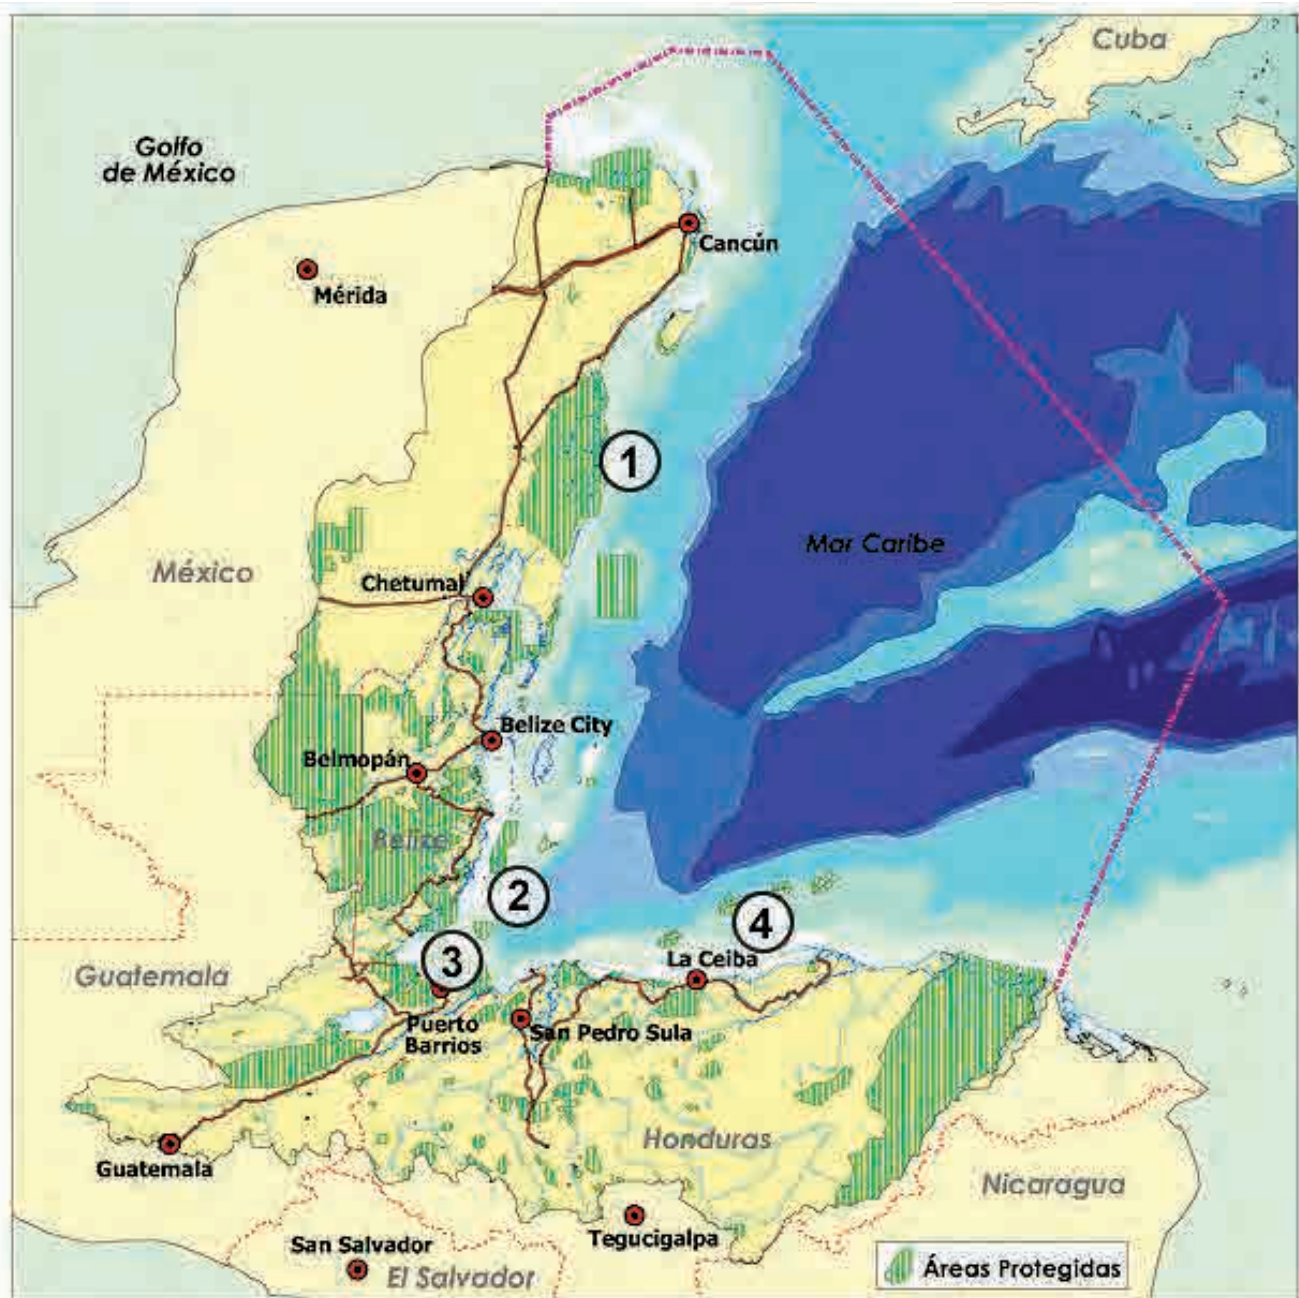 Cuba
Golfo
de México
Cancún
Mérida
1
Mar Caribe
México
Chetumal
Belize City
Belmopán
Belize
2
4
3
La Ceiba
Guatemala
Puerto
Barrios
San Pedro Sula
Honduras
Guatemala
Nicaragua
Tegucigalpa
San Salvador
El Salvador
Áreas Protegidas